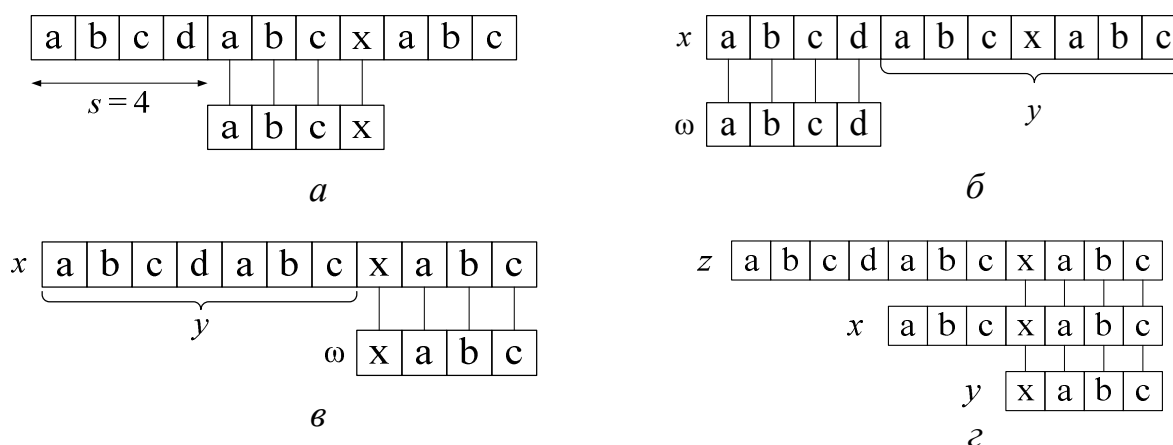 a b c d a b c x a b c
s = 4
a b c x
а
x a b c d a b c x a b c
y
ω a b c d
б
x a b c d a b c x a b c
y
ω x a b c
в
z a b c d a b c x a b c
x a b c x a b c
y x a b c
г